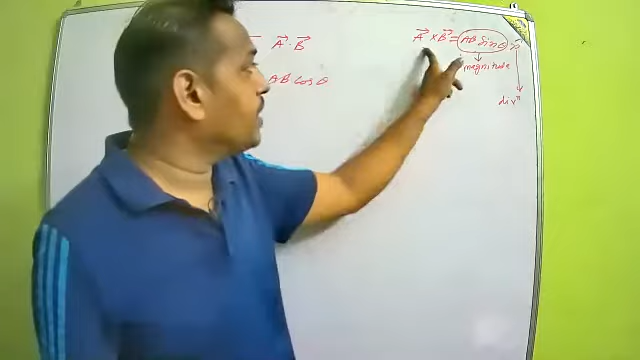 A⃗ · B⃗
AB cos θ
A⃗ × B⃗ = AB sin θ n̂
magnitude
dirⁿ